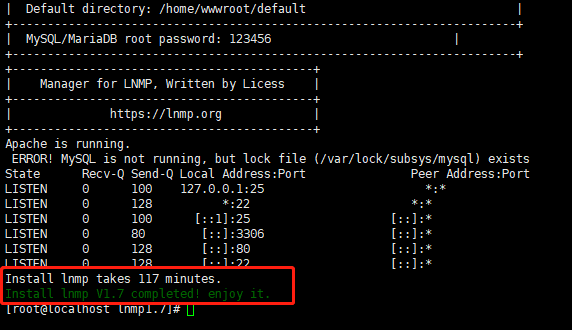 |  Default directory: /home/wwwroot/default                              |
+------------------------------------------------------------------------+
|  MySQL/MariaDB root password: 123456                          |
+------------------------------------------------------------------------+
+-------------------------------------------+
|    Manager for LNMP, Written by Licess    |
+-------------------------------------------+
|              https://lnmp.org             |
+-------------------------------------------+
Apache is running.
 ERROR! MySQL is not running, but lock file (/var/lock/subsys/mysql) exists
State      Recv-Q Send-Q Local Address:Port               Peer Address:Port
LISTEN     0      100    127.0.0.1:25                       *:*
LISTEN     0      128          *:22                       *:*
LISTEN     0      100      [::1]:25                    [::]:*
LISTEN     0      80        [::]:3306                  [::]:*
LISTEN     0      128       [::]:80                    [::]:*
LISTEN     0      128       [::]:22                    [::]:*
Install lnmp takes 117 minutes.
Install lnmp V1.7 completed! enjoy it.
[root@localhost lnmp1.7]#